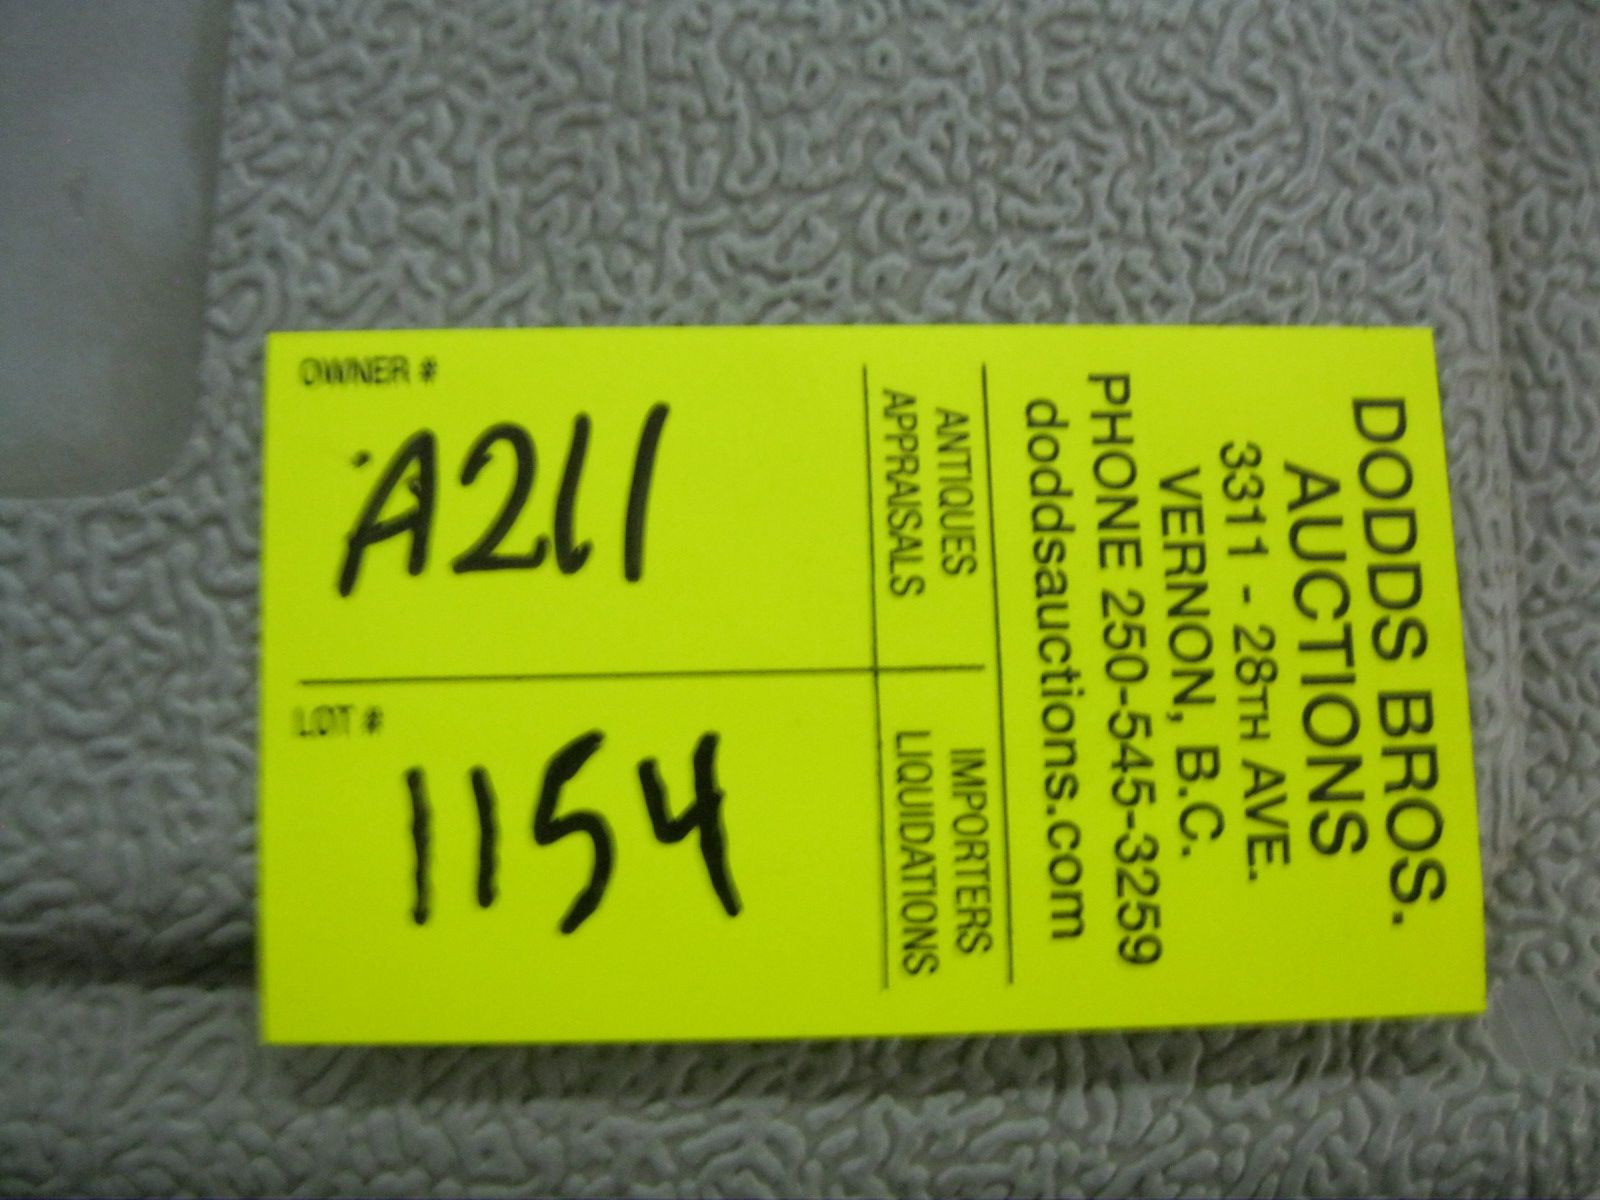 DODDS BROS.
AUCTIONS
3311 - 28TH AVE.
VERNON, B.C.
PHONE 250-545-3259
doddsauctions.com
ANTIQUES
APPRAISALS
IMPORTERS
LIQUIDATIONS
OWNER #
A211
LOT #
1154